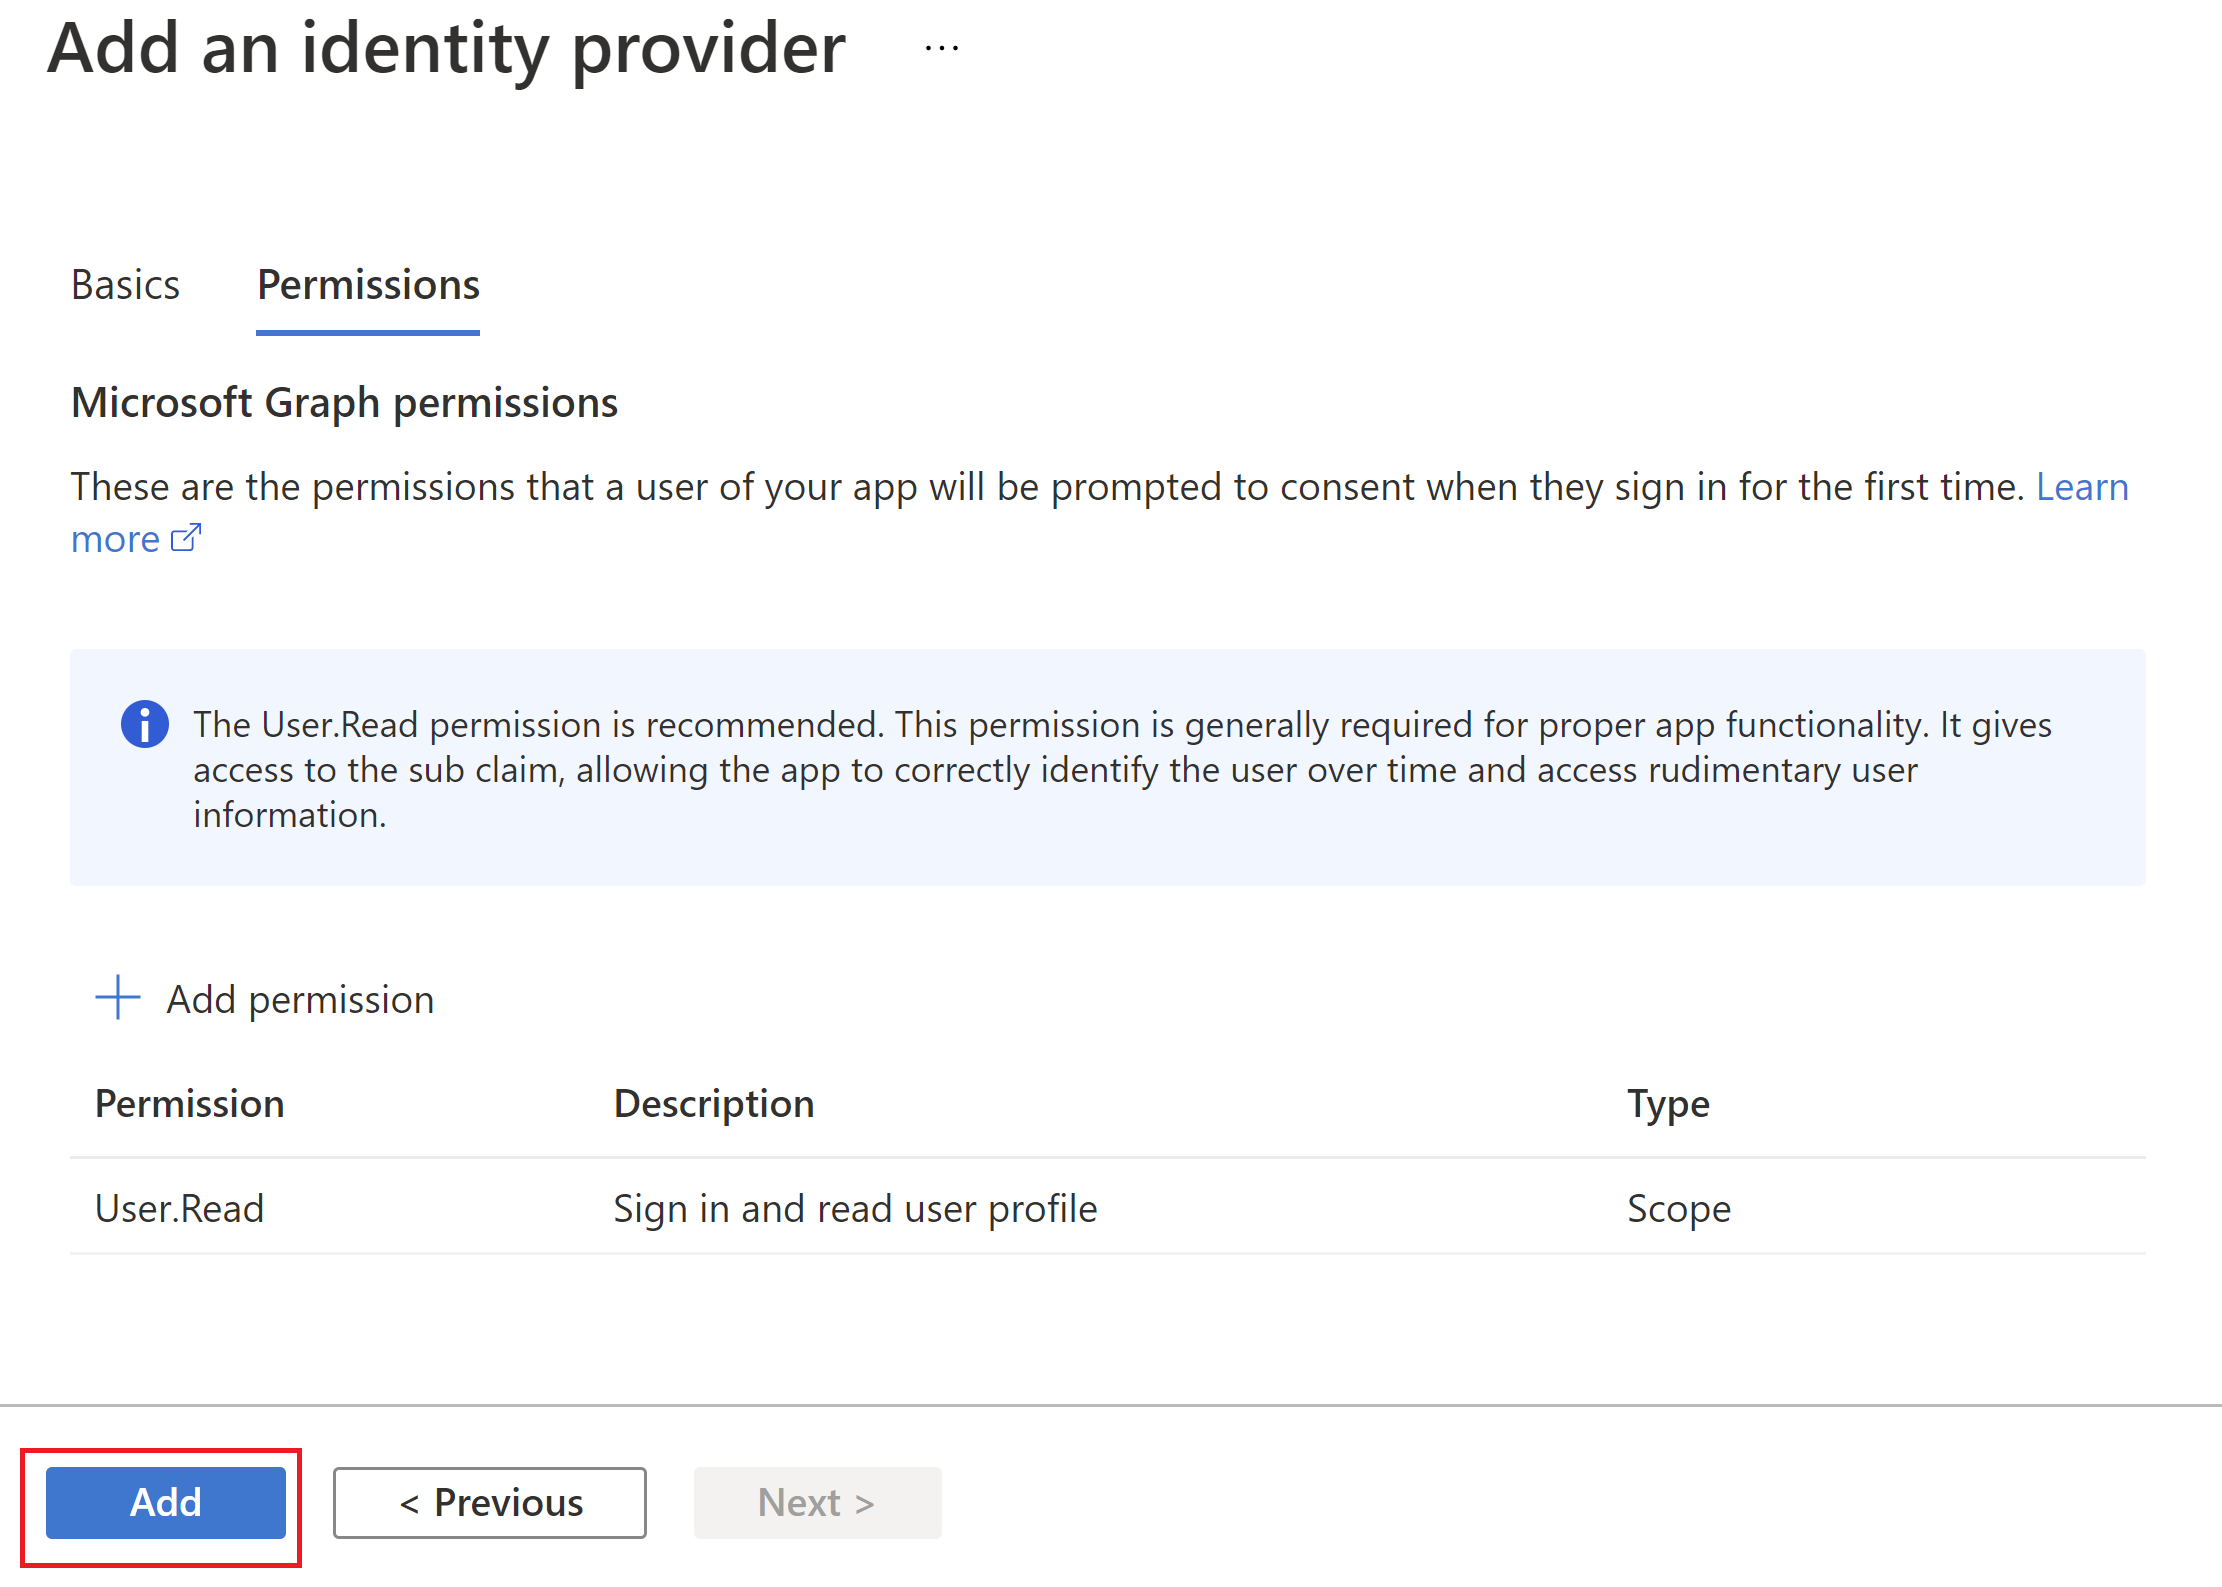 Add an identity provider ...
Basics Permissions
Microsoft Graph permissions
These are the permissions that a user of your app will be prompted to consent when they sign in for the first time. Learn
more
The User.Read permission is recommended. This permission is generally required for proper app functionality. It gives
access to the sub claim, allowing the app to correctly identify the user over time and access rudimentary user
information.
Add permission
Permission Description Type
User.Read Sign in and read user profile Scope
Add < Previous Next >